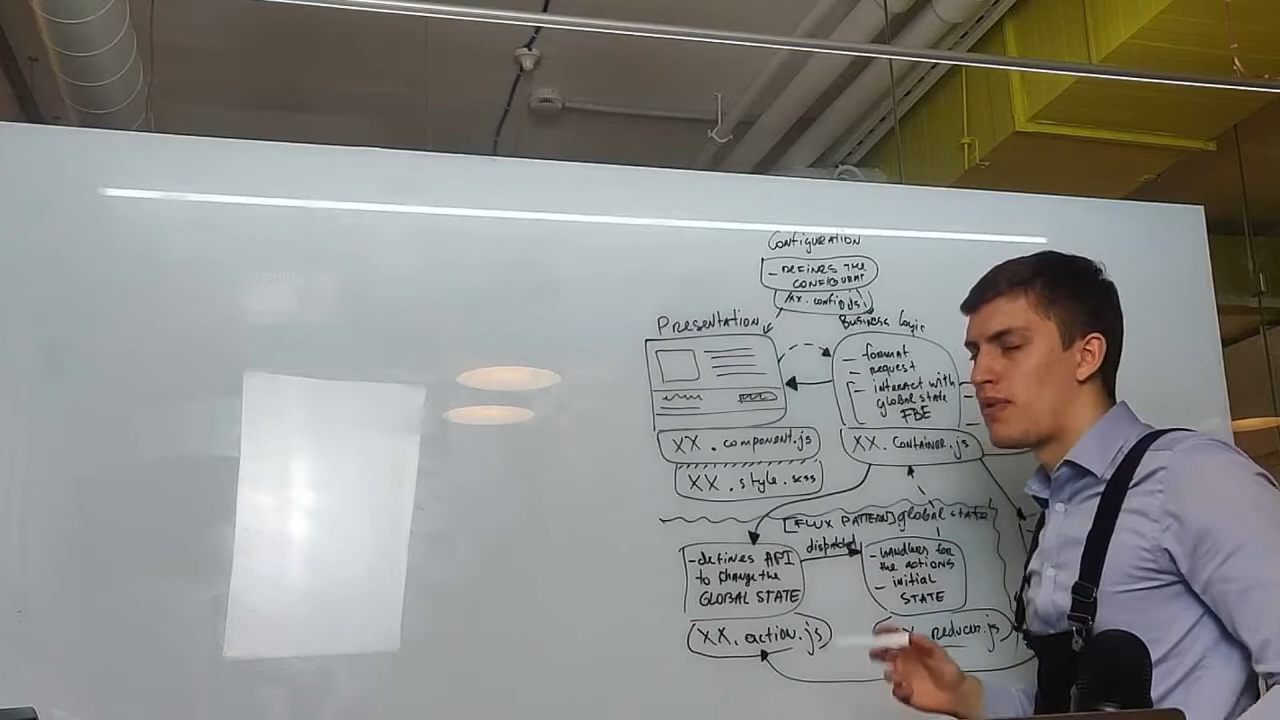 Configuration
- DEFINES THE
CONFIGURAT
XX.config.js
Presentation
Business Logic
- format
- request
- interact with
global state
FBE
XX.component.js
XX.style.scss
XX.container.js
[FLUX PATTERN] global state
- defines API
to change the
GLOBAL STATE
dispatched
- handlers for
the actions
- initial
STATE
XX.action.js
reducer.js